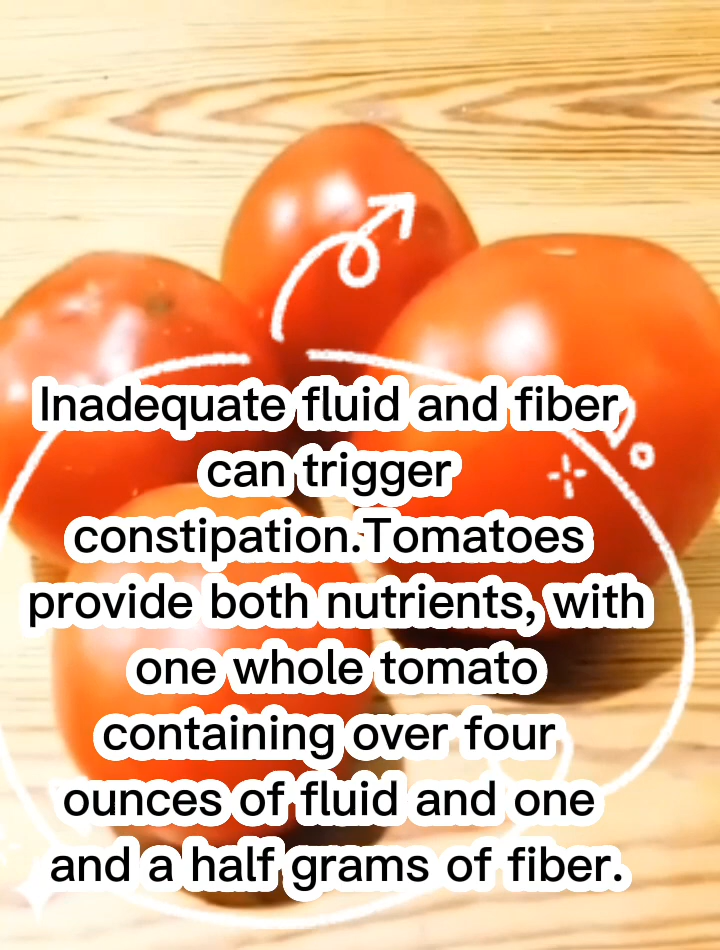 Inadequate fluid and fiber
can trigger
constipation.Tomatoes
provide both nutrients, with
one whole tomato
containing over four
ounces of fluid and one
and a half grams of fiber.